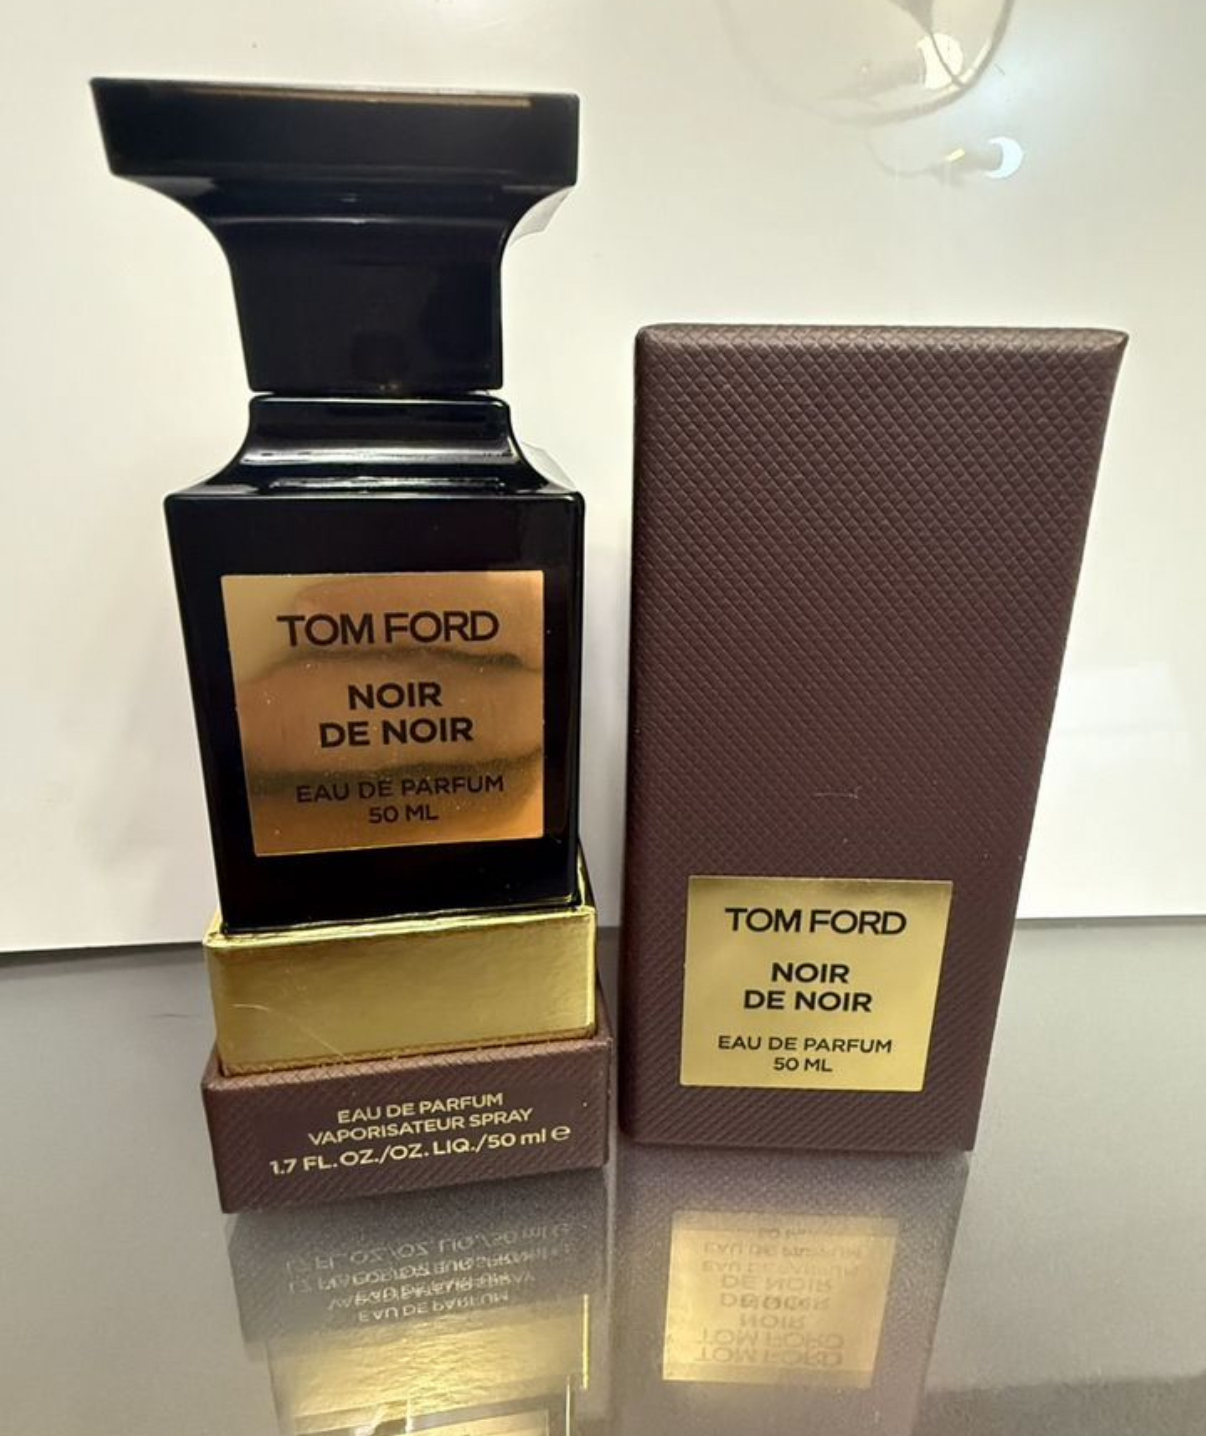 TOM FORD
NOIR
DE NOIR
EAU DE PARFUM
50 ML
EAU DE PARFUM
VAPORISATEUR SPRAY
1.7 FL.OZ./OZ. LIQ./50 ml ℮
TOM FORD
NOIR
DE NOIR
EAU DE PARFUM
50 ML